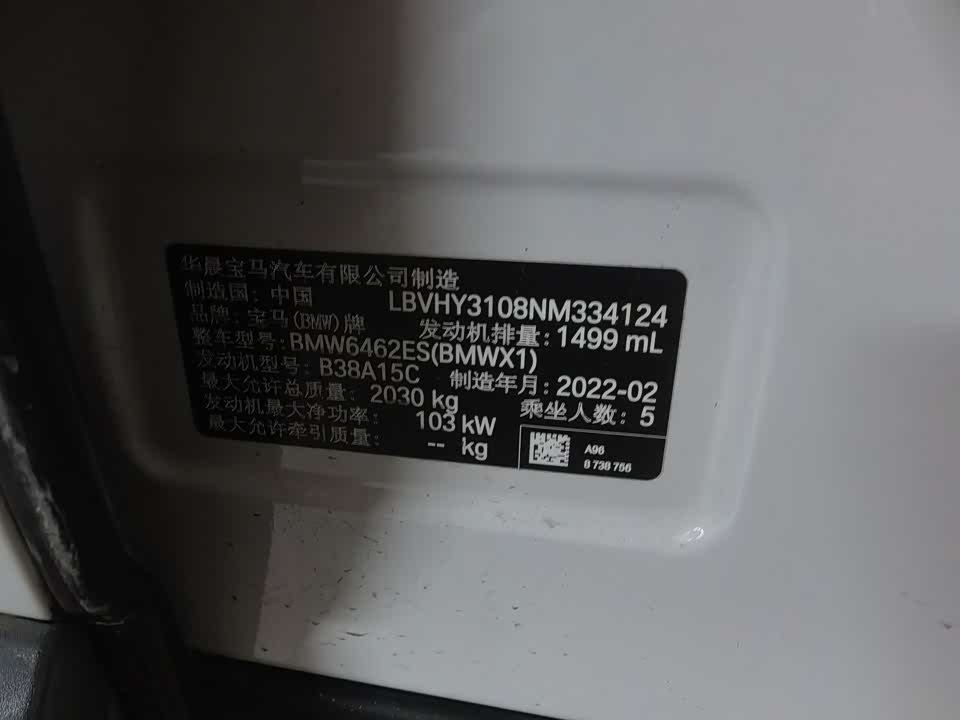 华晨宝马汽车有限公司制造
制造国：中国 LBVHY3108NM334124
品牌：宝马(BMW)牌 发动机排量：1499 mL
整车型号：BMW6462ES(BMWX1)
发动机型号：B38A15C 制造年月：2022-02
最大允许总质量：2030 kg 乘坐人数：5
发动机最大净功率：103 kW
最大允许牵引质量：-- kg
A96
8 738 756